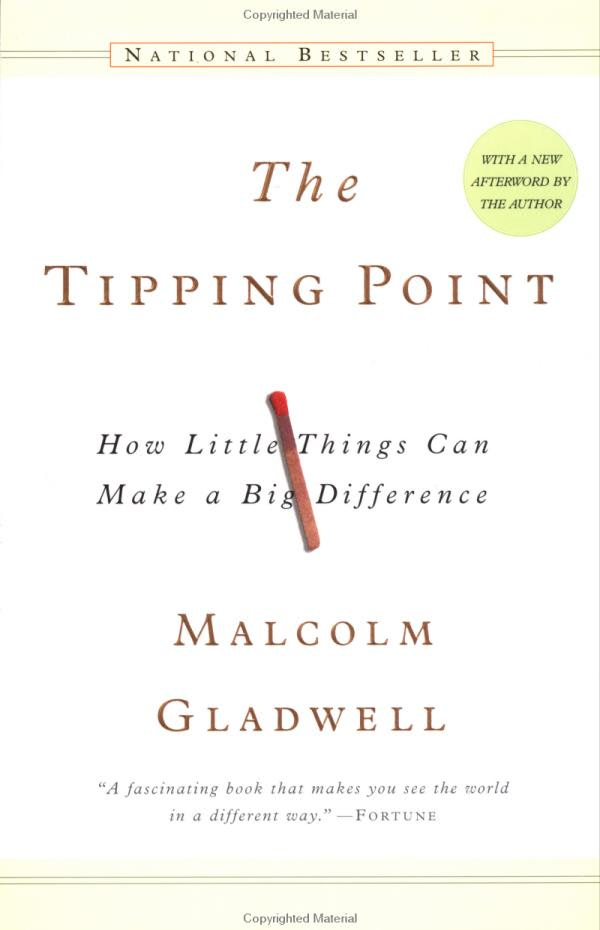 Copyrighted Material
NATIONAL BESTSELLER
WITH A NEW
AFTERWORD BY
THE AUTHOR
The
TIPPING POINT
How Little Things Can
Make a Big Difference
MALCOLM
GLADWELL
“A fascinating book that makes you see the world
in a different way.” —FORTUNE
Copyrighted Material